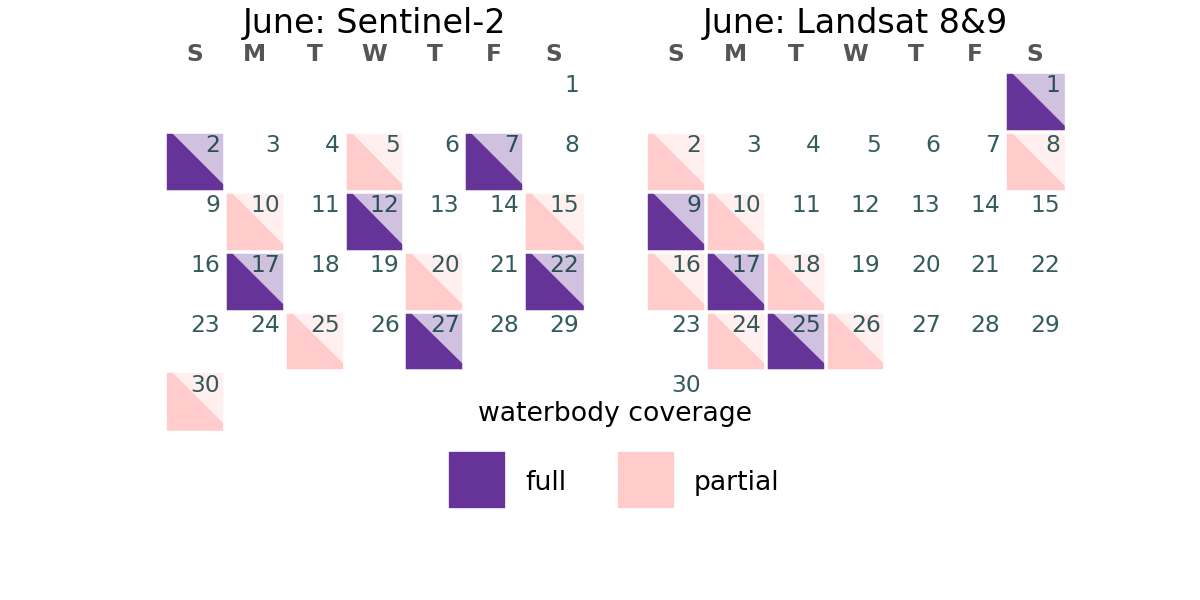 June: Sentinel-2
S M T W T F S
1
2 3 4 5 6 7 8
9 10 11 12 13 14 15
16 17 18 19 20 21 22
23 24 25 26 27 28 29
30
June: Landsat 8&9
S M T W T F S
1
2 3 4 5 6 7 8
9 10 11 12 13 14 15
16 17 18 19 20 21 22
23 24 25 26 27 28 29
30
waterbody coverage
full
partial